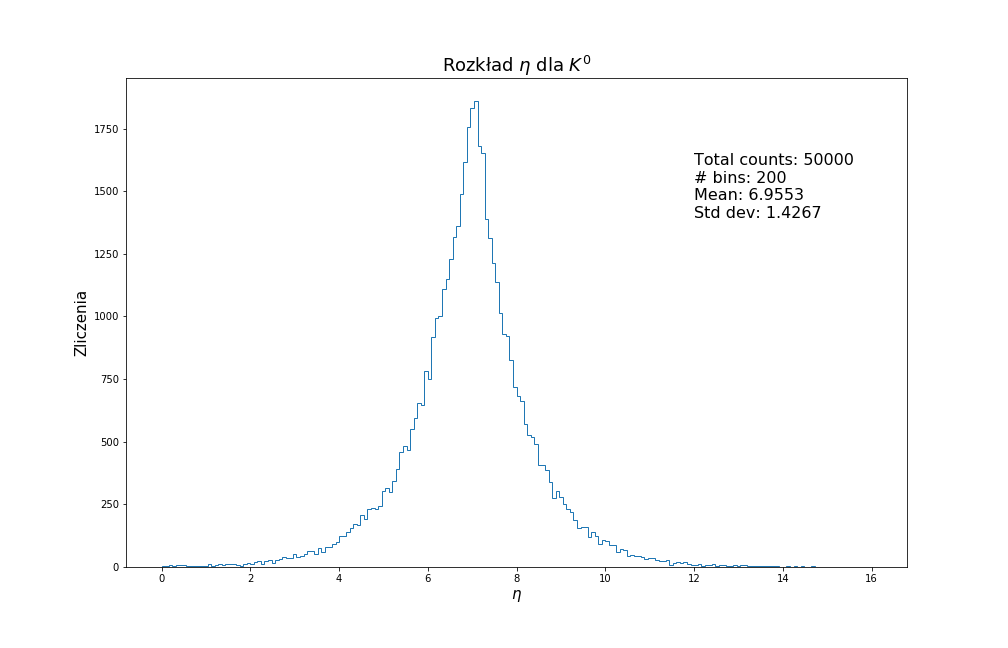 Rozkład η dla K⁰
Total counts: 50000
# bins: 200
Mean: 6.9553
Std dev: 1.4267
Zliczenia
1750
1500
1250
1000
750
500
250
0
0 2 4 6 8 10 12 14 16
η